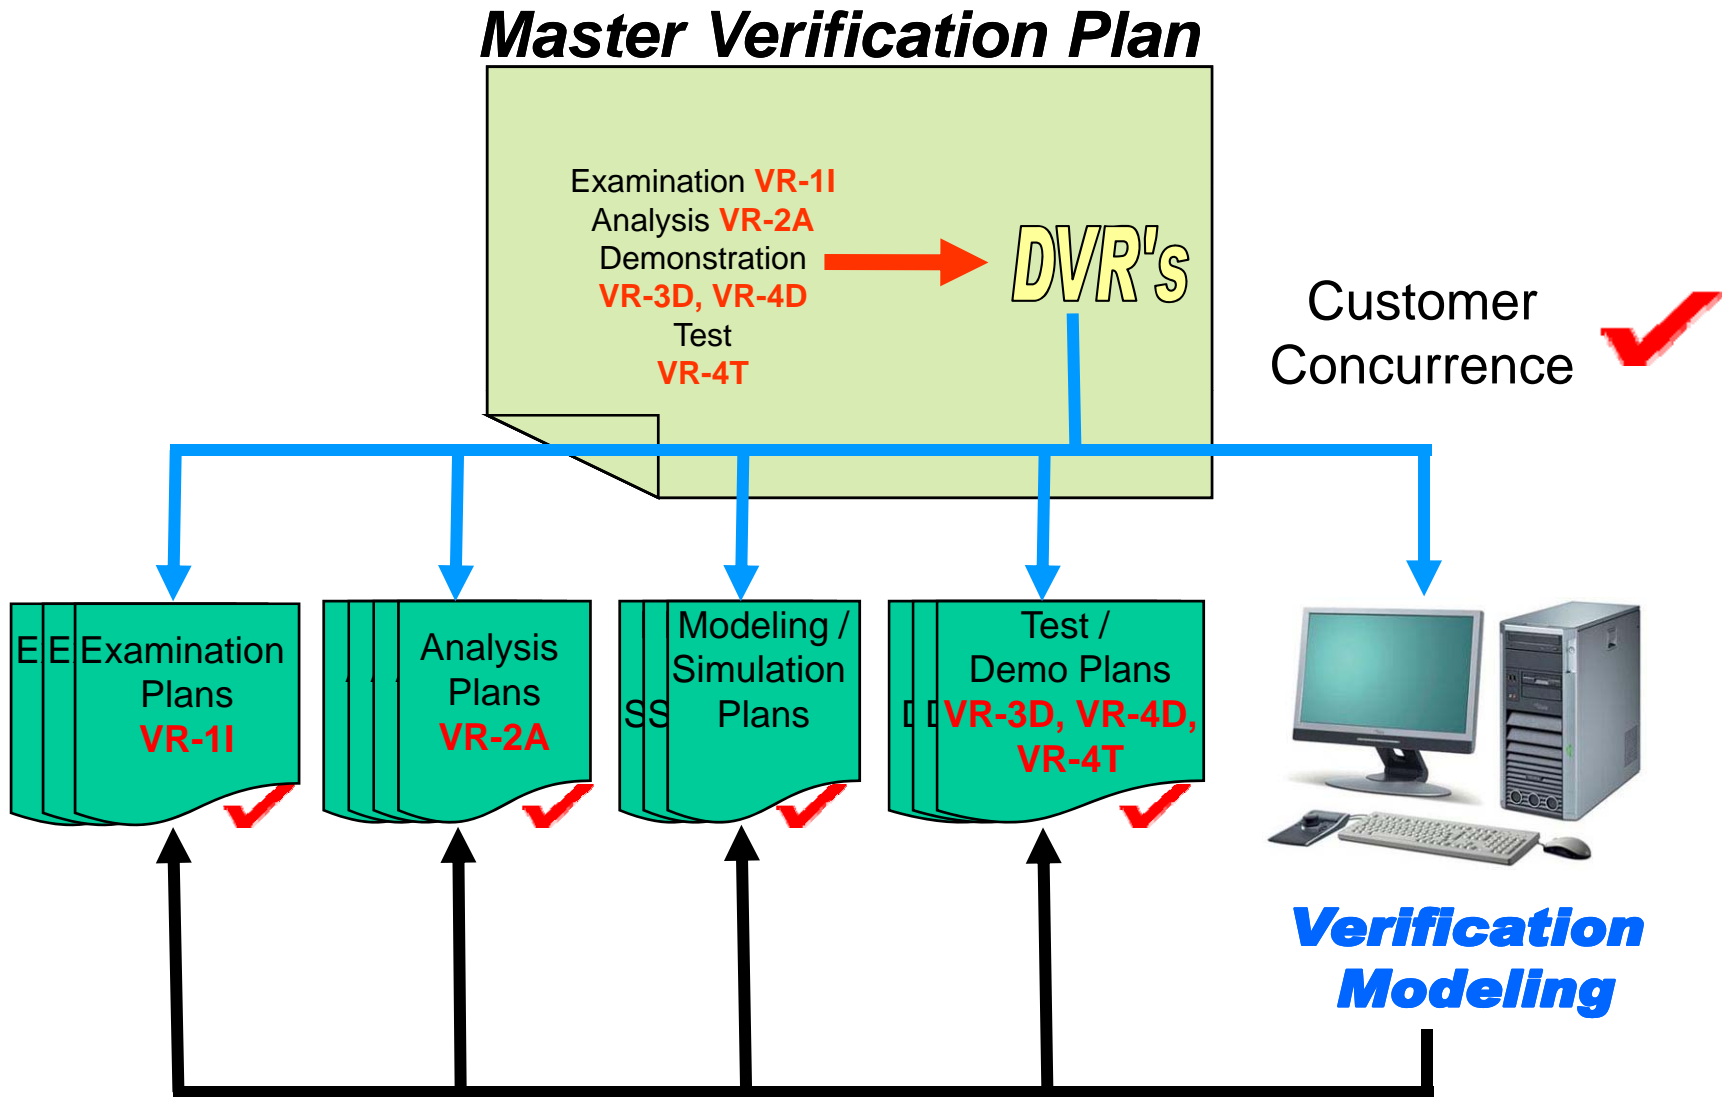 Master Verification Plan
Examination VR-1I
Analysis VR-2A
Demonstration
VR-3D, VR-4D
Test
VR-4T
DVR's
Customer
Concurrence
E E Examination
Plans
VR-1I
Analysis
Plans
VR-2A
Modeling /
Simulation
S S Plans
Test /
Demo Plans
VR-3D, VR-4D,
VR-4T
Verification
Modeling